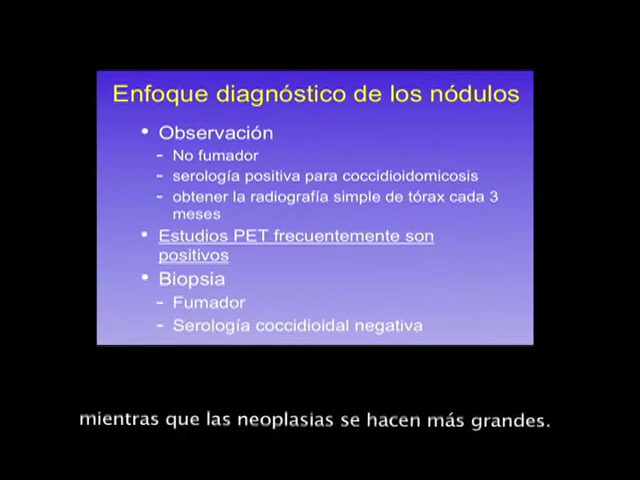 Enfoque diagnóstico de los nódulos
• Observación
- No fumador
- serología positiva para coccidioidomicosis
- obtener la radiografía simple de tórax cada 3
meses
• Estudios PET frecuentemente son
positivos
• Biopsia
- Fumador
- Serología coccidioidal negativa
mientras que las neoplasias se hacen más grandes.